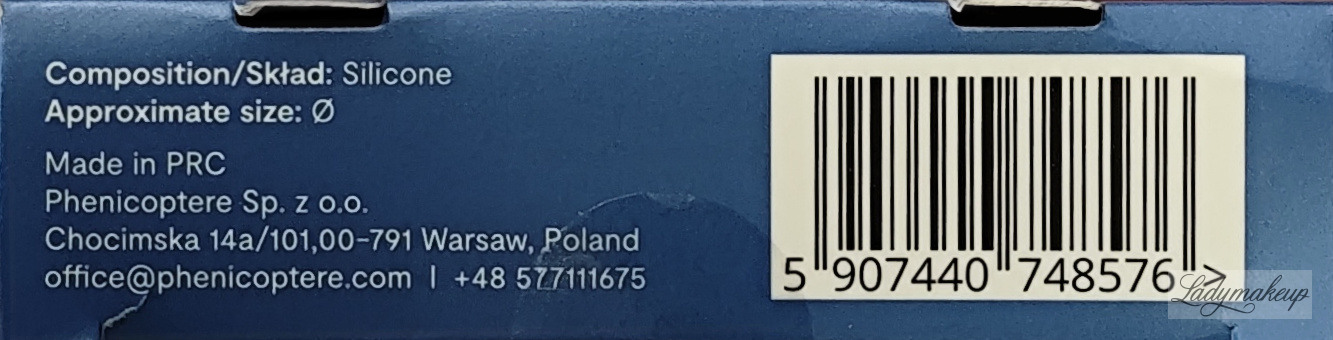 Composition/Skład: Silicone
Approximate size: Ø
Made in PRC
Phenicoptere Sp. z o.o.
Chocimska 14a/101,00-791 Warsaw, Poland
office@phenicoptere.com | +48 577111675
5 907440 748576 >
Ladymakeup